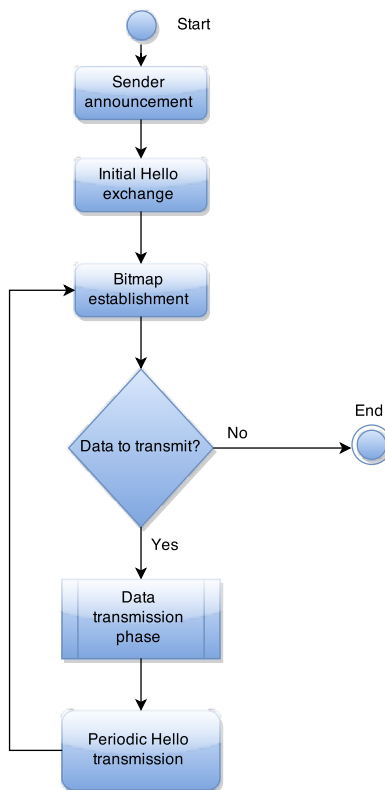 Start
Sender
announcement
Initial Hello
exchange
Bitmap
establishment
Data to transmit?
No
End
Yes
Data
transmission
phase
Periodic Hello
transmission